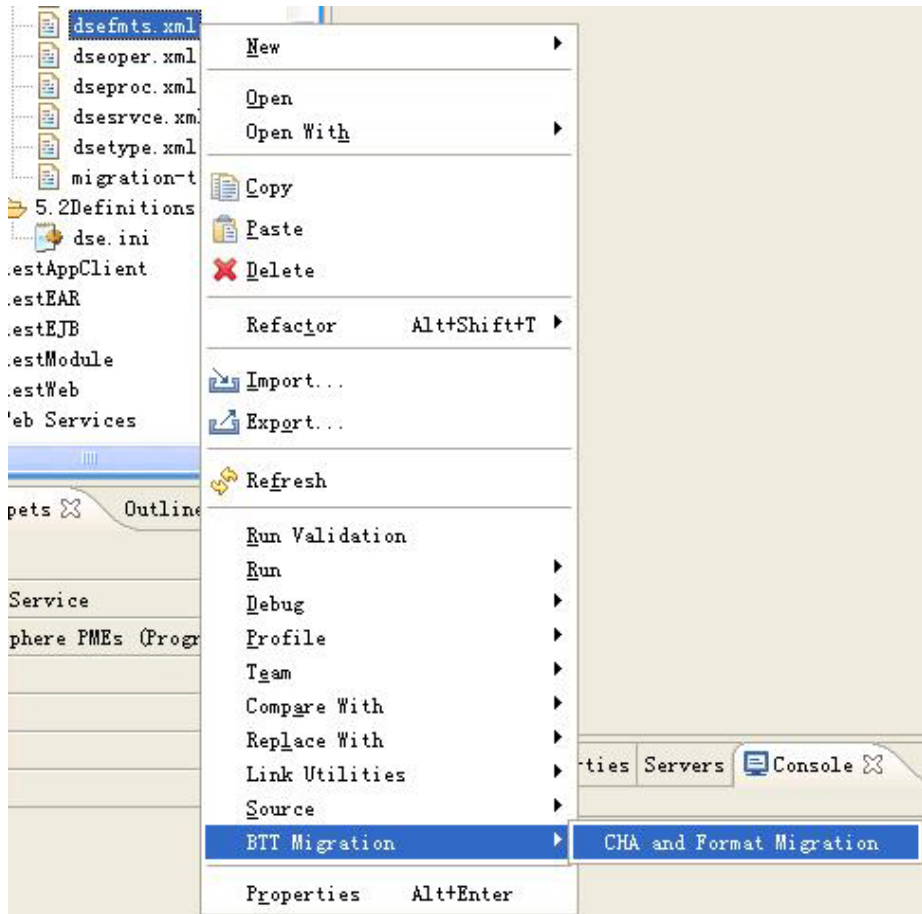 dsefmts.xml
dseoper.xml
dseproc.xml
dsesrvce.xml
dsetype.xml
migration-t
5.2Definitions
dse.ini
estAppClient
estEAR
estEJB
estModule
estWeb
eb Services
pets
Outline
Service
phere PMEs (Progr
New
Open
Open With
Copy
Paste
Delete
Refactor Alt+Shift+T
Import...
Export...
Refresh
Run Validation
Run
Debug
Profile
Team
Compare With
Replace With
Link Utilities
Source
BTT Migration
CHA and Format Migration
Properties Alt+Enter
ties Servers Console